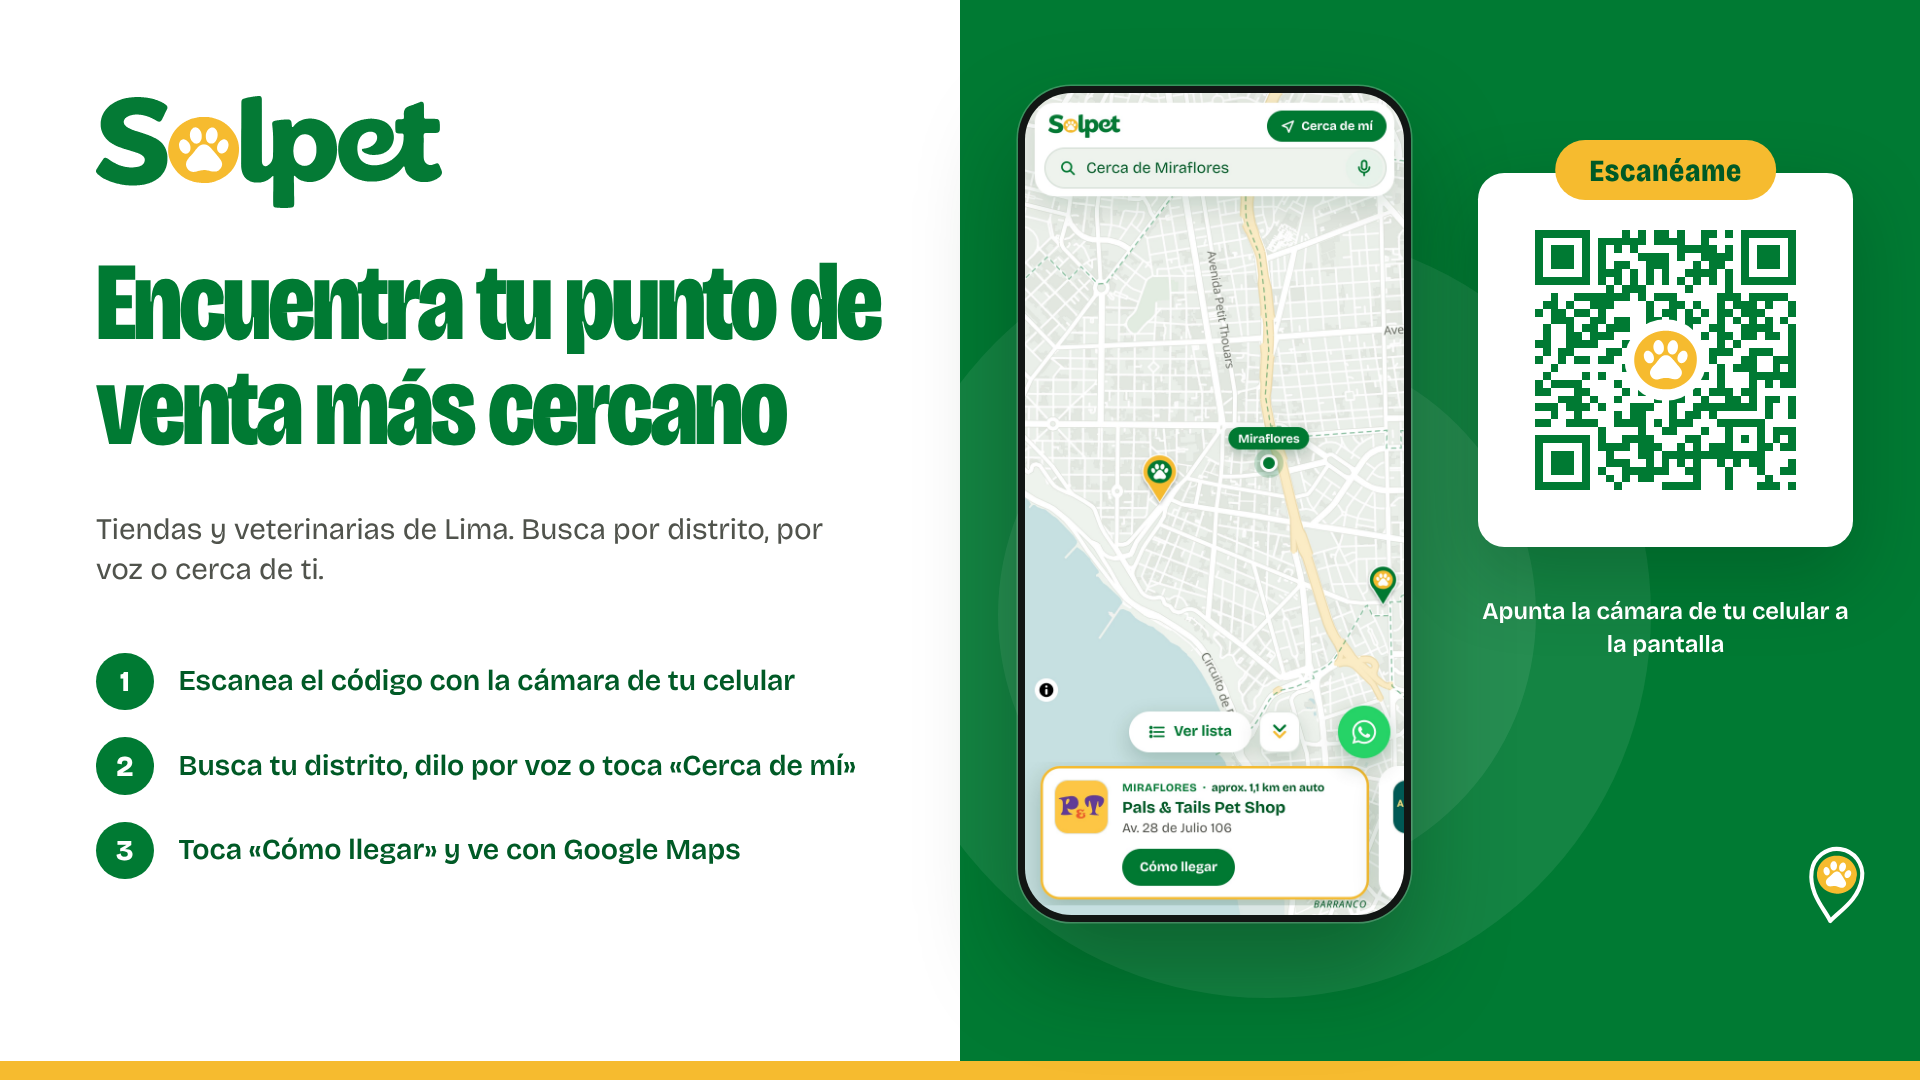 Solpet
Encuentra tu punto de
venta más cercano
Tiendas y veterinarias de Lima. Busca por distrito, por
voz o cerca de ti.
1 Escanea el código con la cámara de tu celular
2 Busca tu distrito, dilo por voz o toca «Cerca de mí»
3 Toca «Cómo llegar» y ve con Google Maps
Solpet
Cerca de mí
Cerca de Miraflores
Avenida Petit Thouars
Ave
Miraflores
Circuito de
Ver lista
MIRAFLORES · aprox. 1,1 km en auto
P&T
Pals & Tails Pet Shop
Av. 28 de Julio 106
Cómo llegar
A
BARRANCO
Escanéame
Apunta la cámara de tu celular a
la pantalla